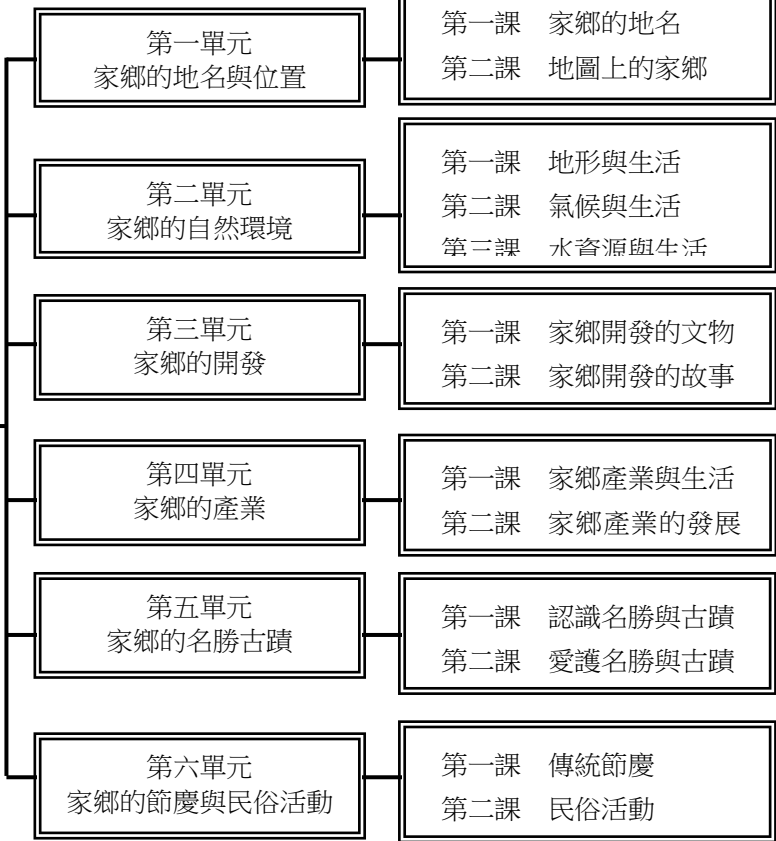 第一單元
家鄉的地名與位置
第一課　家鄉的地名
第二課　地圖上的家鄉
第二單元
家鄉的自然環境
第一課　地形與生活
第二課　氣候與生活
第三課　水資源與生活
第三單元
家鄉的開發
第一課　家鄉開發的文物
第二課　家鄉開發的故事
第四單元
家鄉的產業
第一課　家鄉產業與生活
第二課　家鄉產業的發展
第五單元
家鄉的名勝古蹟
第一課　認識名勝與古蹟
第二課　愛護名勝與古蹟
第六單元
家鄉的節慶與民俗活動
第一課　傳統節慶
第二課　民俗活動